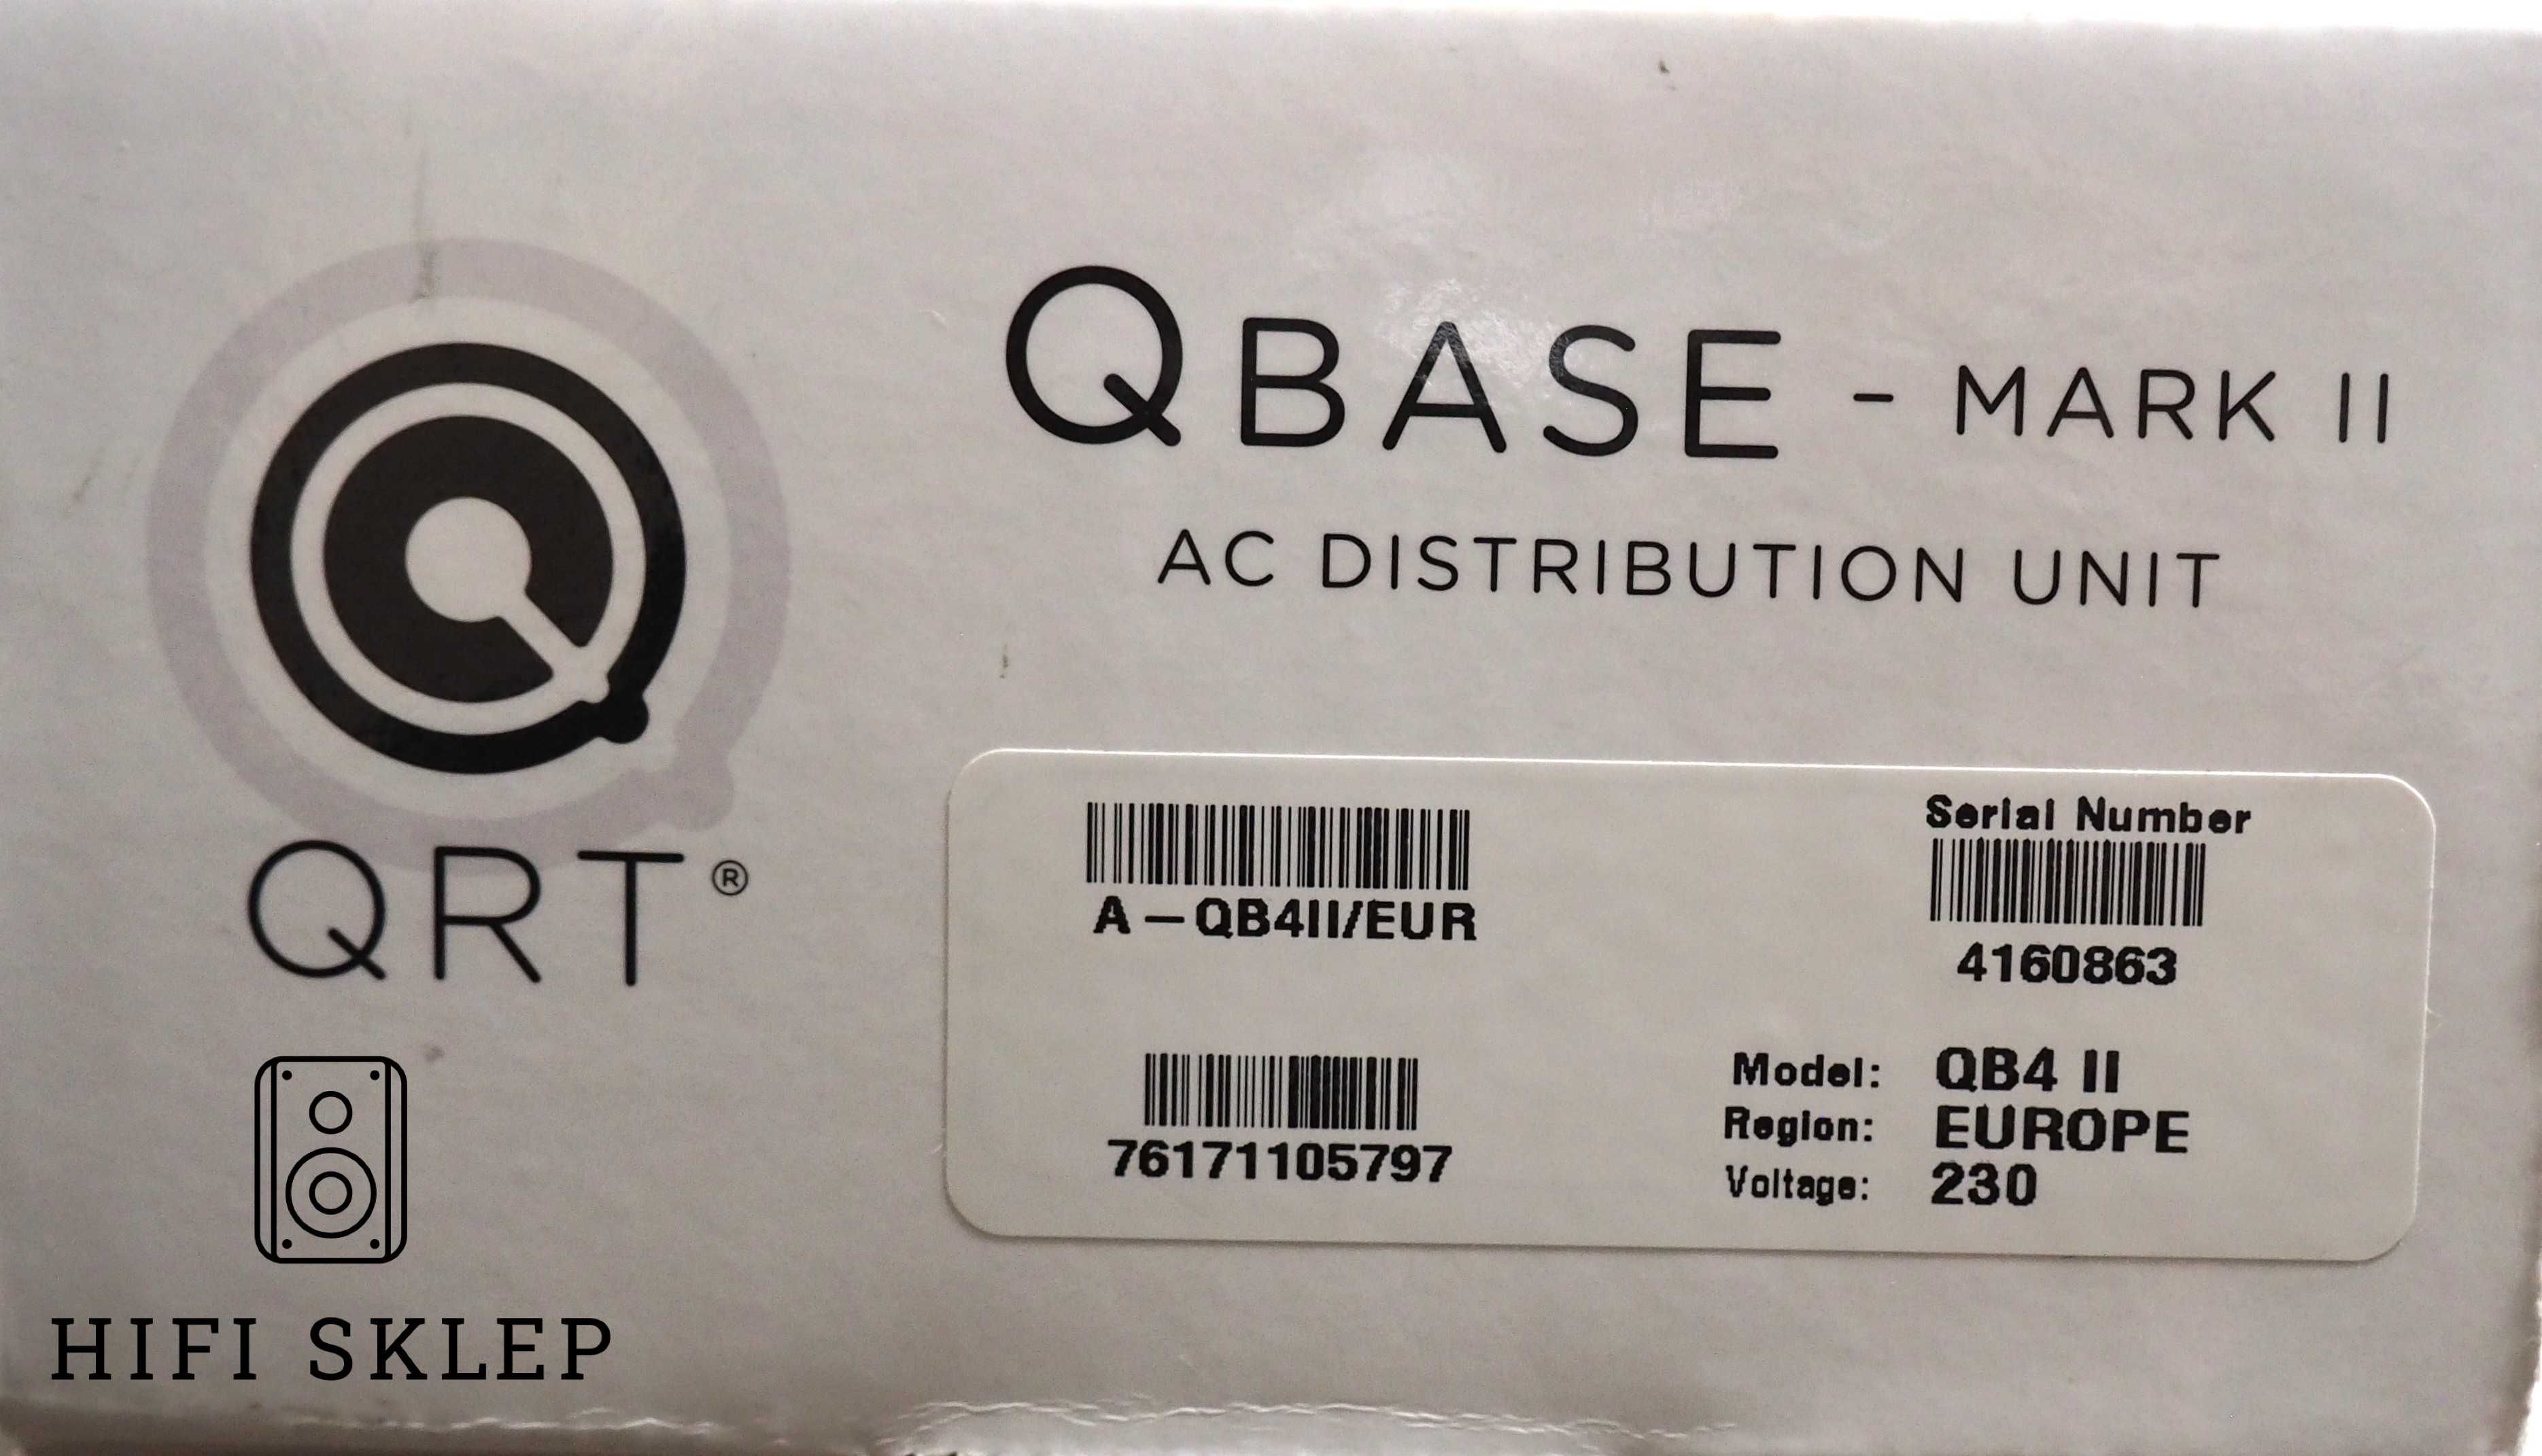 QBASE - MARK II
AC DISTRIBUTION UNIT
QRT®
A-QB4II/EUR
Serial Number
4160863
76171105797
Model: QB4 II
Region: EUROPE
Voltage: 230
HIFI SKLEP